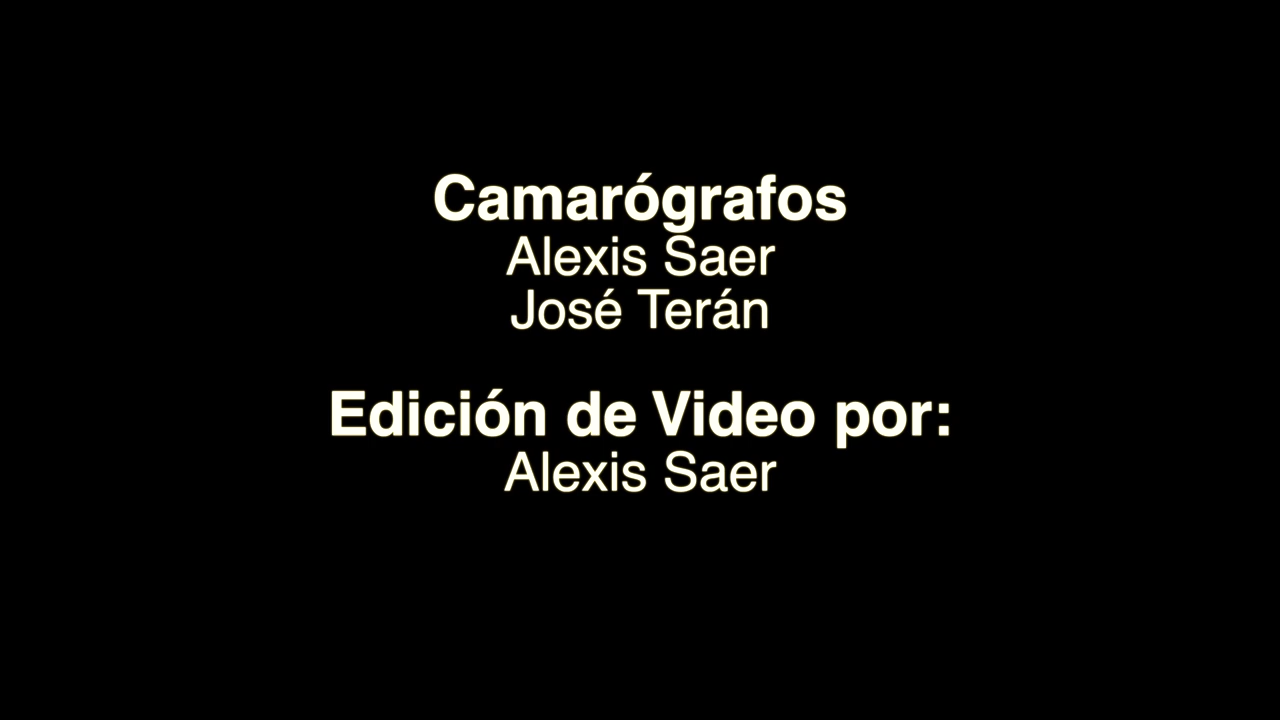 Camarógrafos
Alexis Saer
José Terán
Edición de Video por:
Alexis Saer